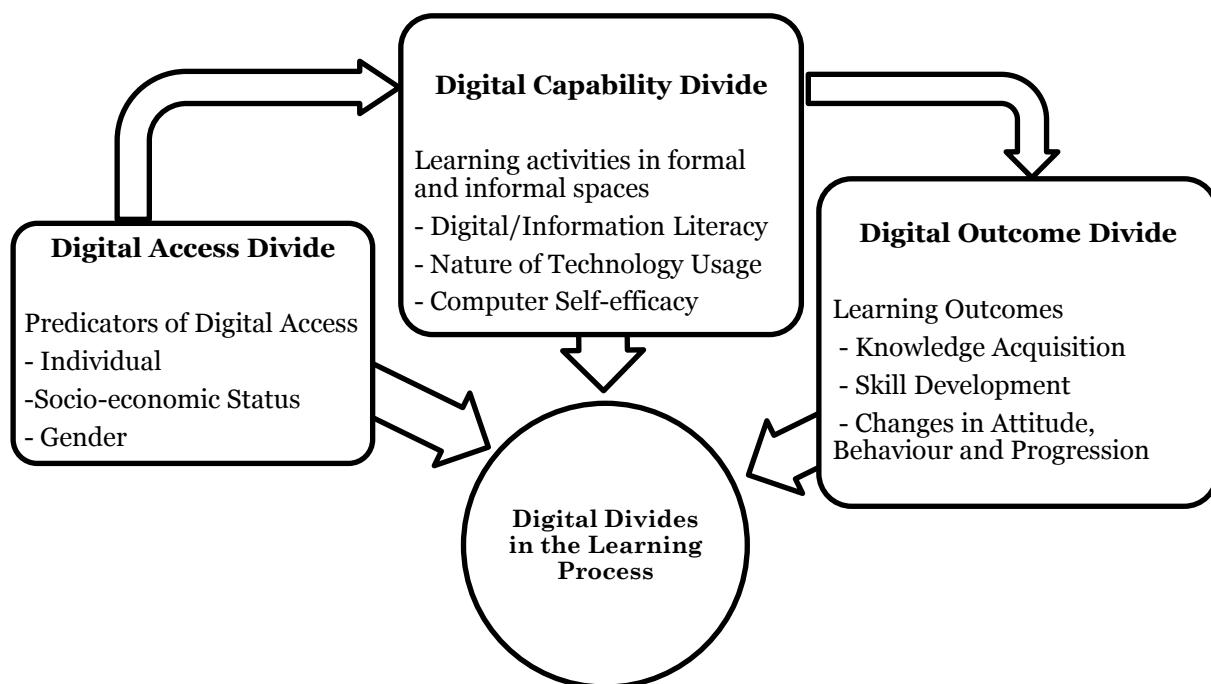 Digital Access Divide
Predicators of Digital Access
- Individual
-Socio-economic Status
- Gender
Digital Capability Divide
Learning activities in formal
and informal spaces
- Digital/Information Literacy
- Nature of Technology Usage
- Computer Self-efficacy
Digital Outcome Divide
Learning Outcomes
- Knowledge Acquisition
- Skill Development
- Changes in Attitude,
Behaviour and Progression
Digital Divides
in the Learning
Process